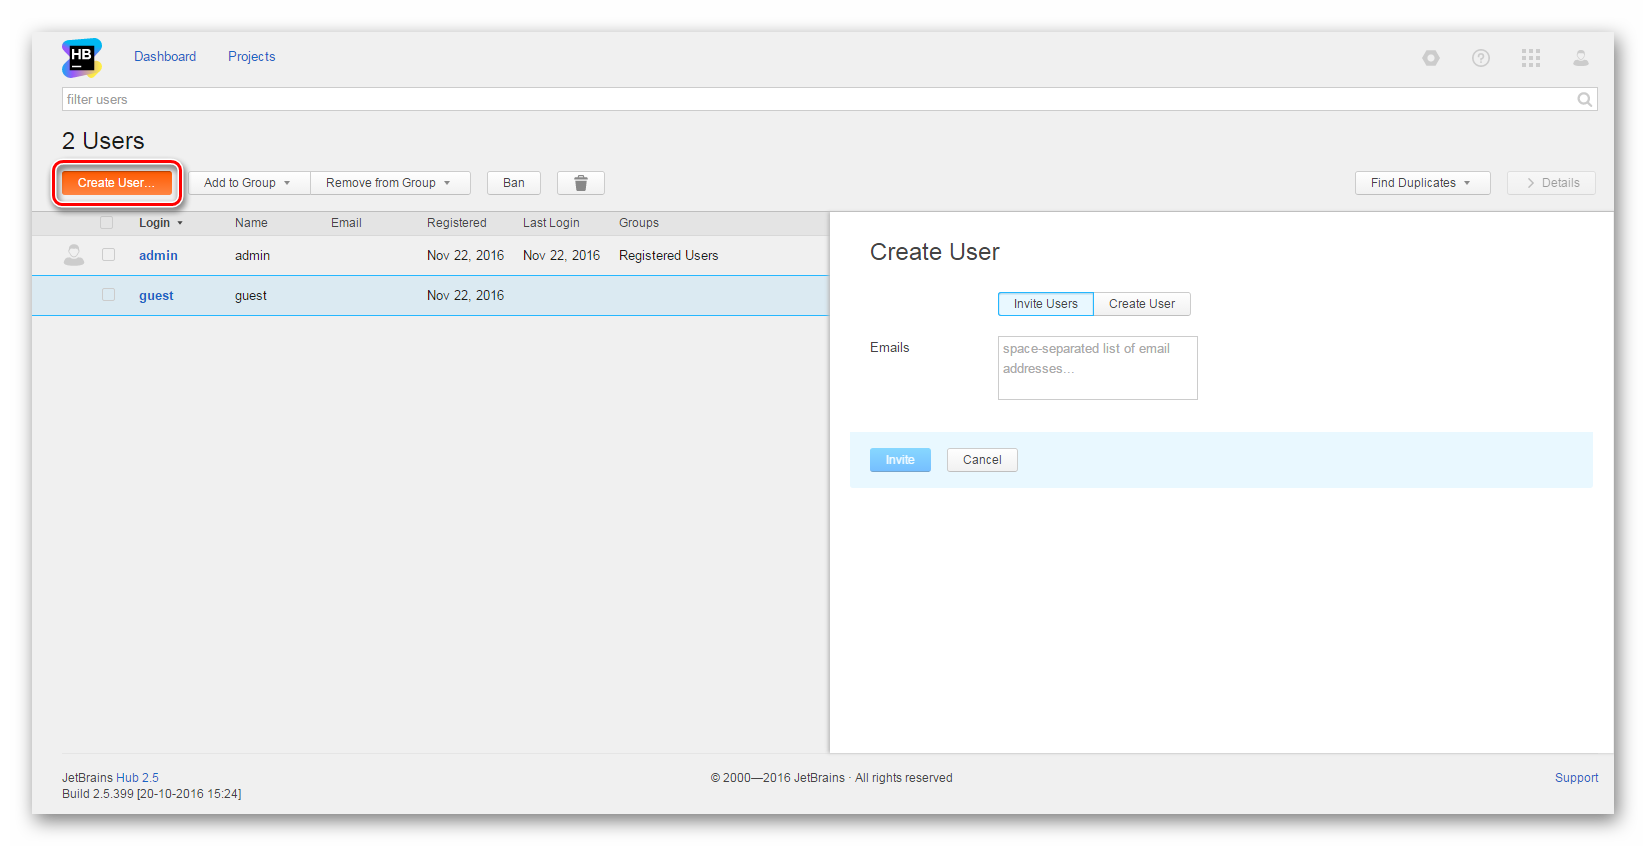 HB
Dashboard
Projects
filter users
2 Users
Create User...
Add to Group
Remove from Group
Ban
Find Duplicates
Details
Login
Name
Email
Registered
Last Login
Groups
admin
admin
Nov 22, 2016
Nov 22, 2016
Registered Users
guest
guest
Nov 22, 2016
Create User
Invite Users
Create User
Emails
space-separated list of email
addresses...
Invite
Cancel
JetBrains Hub 2.5
Build 2.5.399 [20-10-2016 15:24]
© 2000—2016 JetBrains · All rights reserved
Support